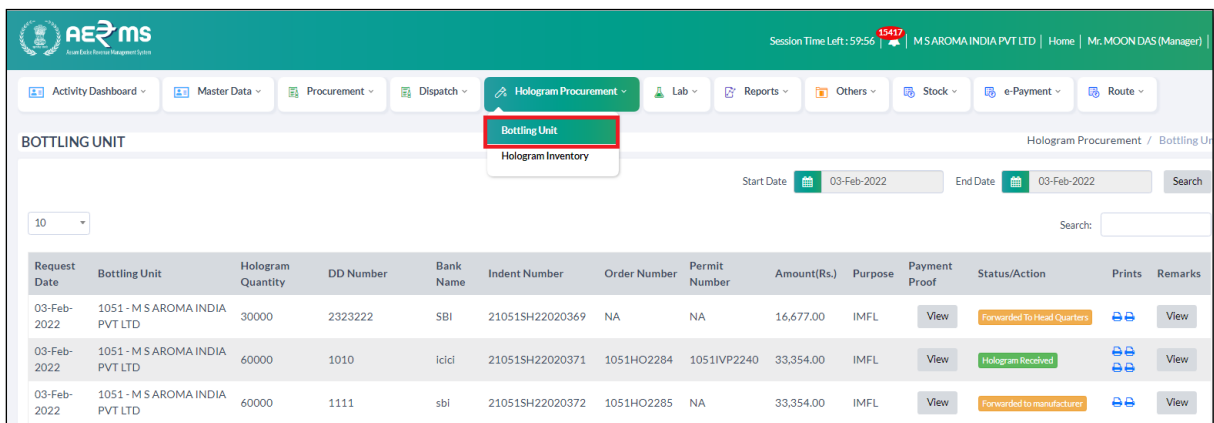 AERMS
Assam Excise Revenue Management System
Session Time Left : 59:56 15417 | M S AROMA INDIA PVT LTD | Home | Mr. MOON DAS (Manager) |
Activity Dashboard Master Data Procurement Dispatch Hologram Procurement Lab Reports Others Stock e-Payment Route
Bottling Unit
Hologram Inventory
BOTTLING UNIT Hologram Procurement / Bottling Un
Start Date 03-Feb-2022 End Date 03-Feb-2022 Search
10 Search:
Request Date Bottling Unit Hologram Quantity DD Number Bank Name Indent Number Order Number Permit Number Amount(Rs.) Purpose Payment Proof Status/Action Prints Remarks
03-Feb-2022 1051 - M S AROMA INDIA PVT LTD 30000 2323222 SBI 21051SH22020369 NA NA 16,677.00 IMFL View Forwarded To Head Quarters View
03-Feb-2022 1051 - M S AROMA INDIA PVT LTD 60000 1010 icici 21051SH22020371 1051HO2284 1051IVP2240 33,354.00 IMFL View Hologram Received View
03-Feb-2022 1051 - M S AROMA INDIA PVT LTD 60000 1111 sbi 21051SH22020372 1051HO2285 NA 33,354.00 IMFL View Forwarded to manufacturer View